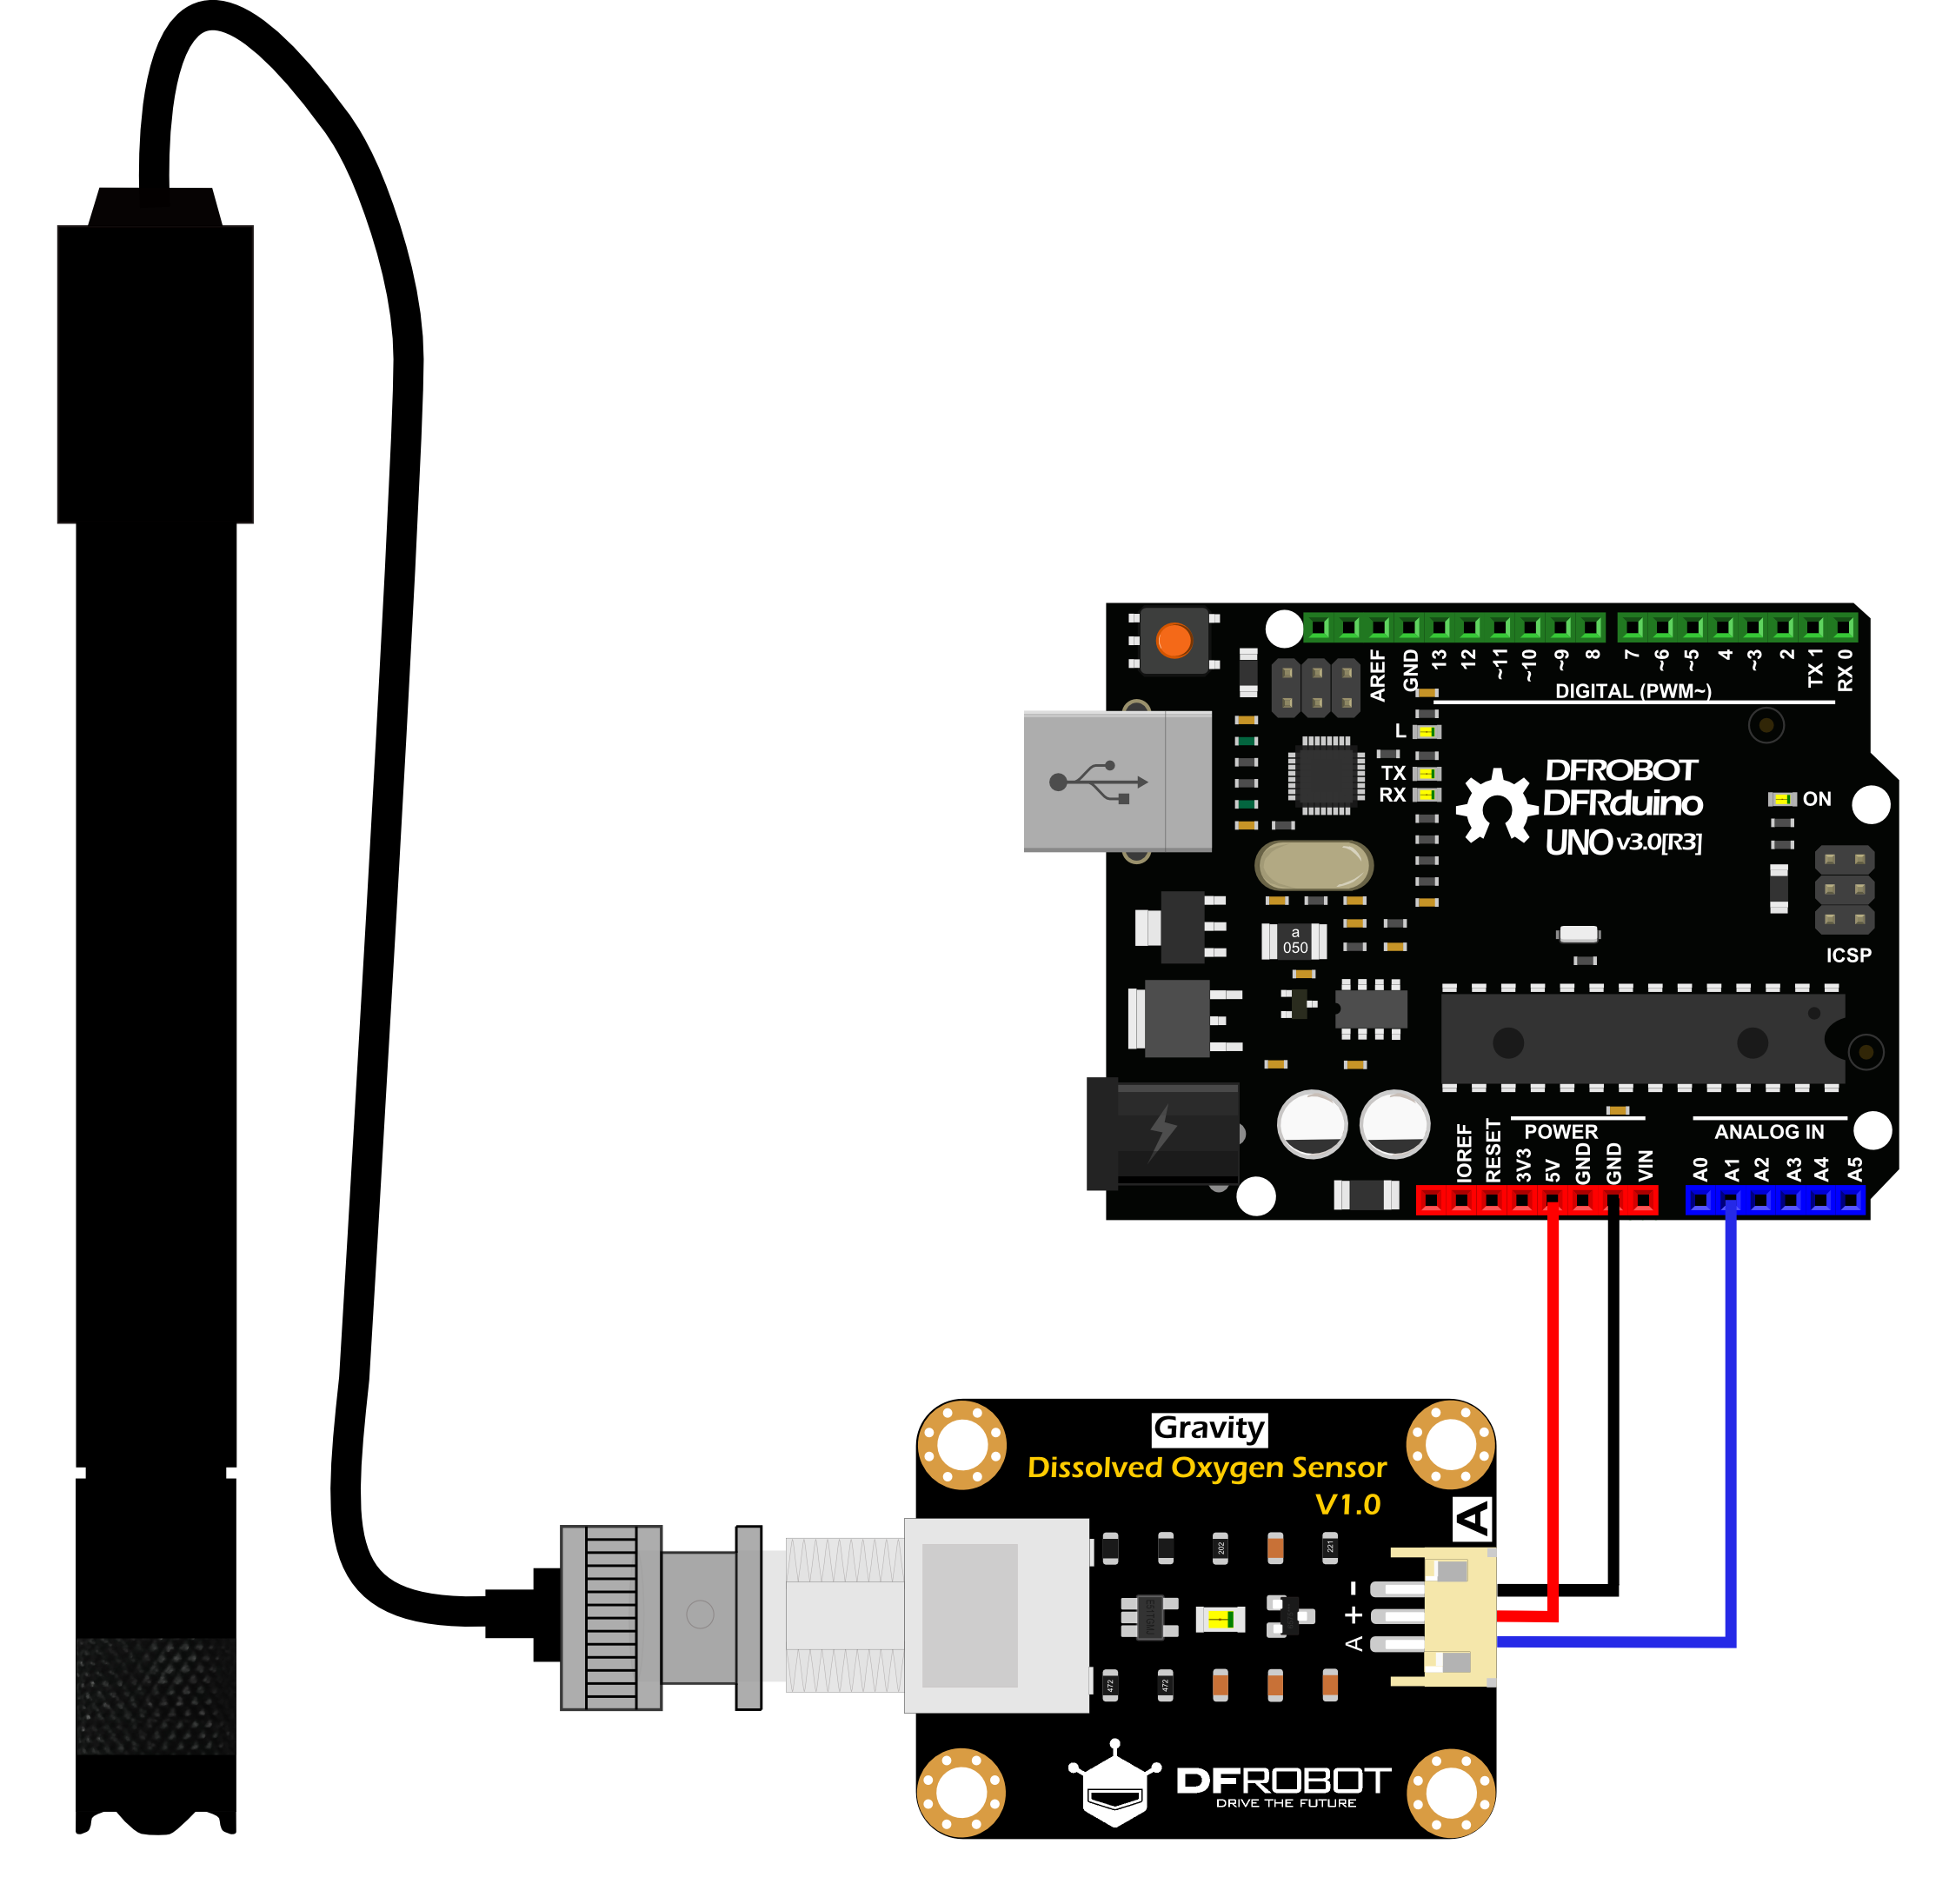 AREF
GND
13
12
~11
~10
~9
8
7
~6
~5
4
~3
2
TX 1
RX 0
DIGITAL (PWM~)
L
TX
RX
DFROBOT
DFRduino
UNO v3.0[R3]
ON
ICSP
a
050
POWER
ANALOG IN
IOREF
RESET
3V3
5V
GND
GND
VIN
A0
A1
A2
A3
A4
A5
Gravity
Dissolved Oxygen Sensor
V1.0
A
202
221
-
+
A
472
472
DFROBOT
DRIVE THE FUTURE